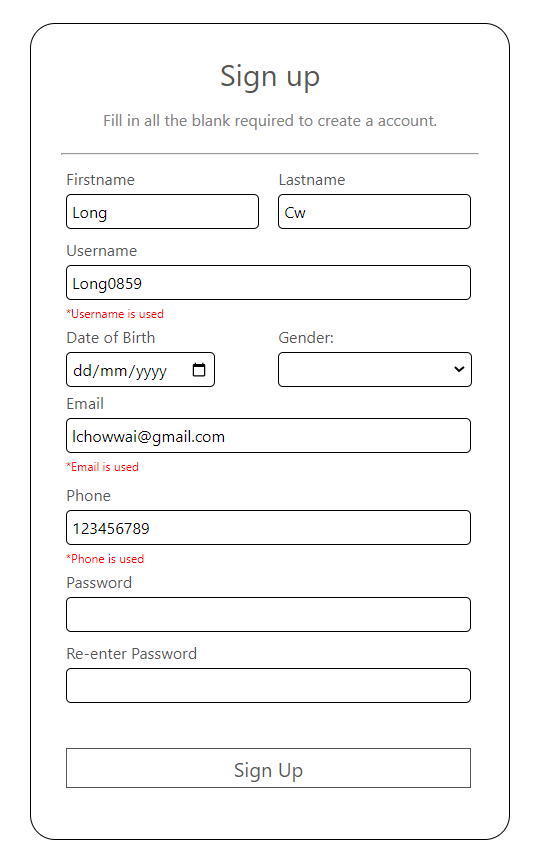 Sign up
Fill in all the blank required to create a account.
Firstname Lastname
Long Cw
Username
Long0859
*Username is used
Date of Birth Gender:
dd/mm/yyyy
Email
lchowwai@gmail.com
*Email is used
Phone
123456789
*Phone is used
Password
Re-enter Password
Sign Up